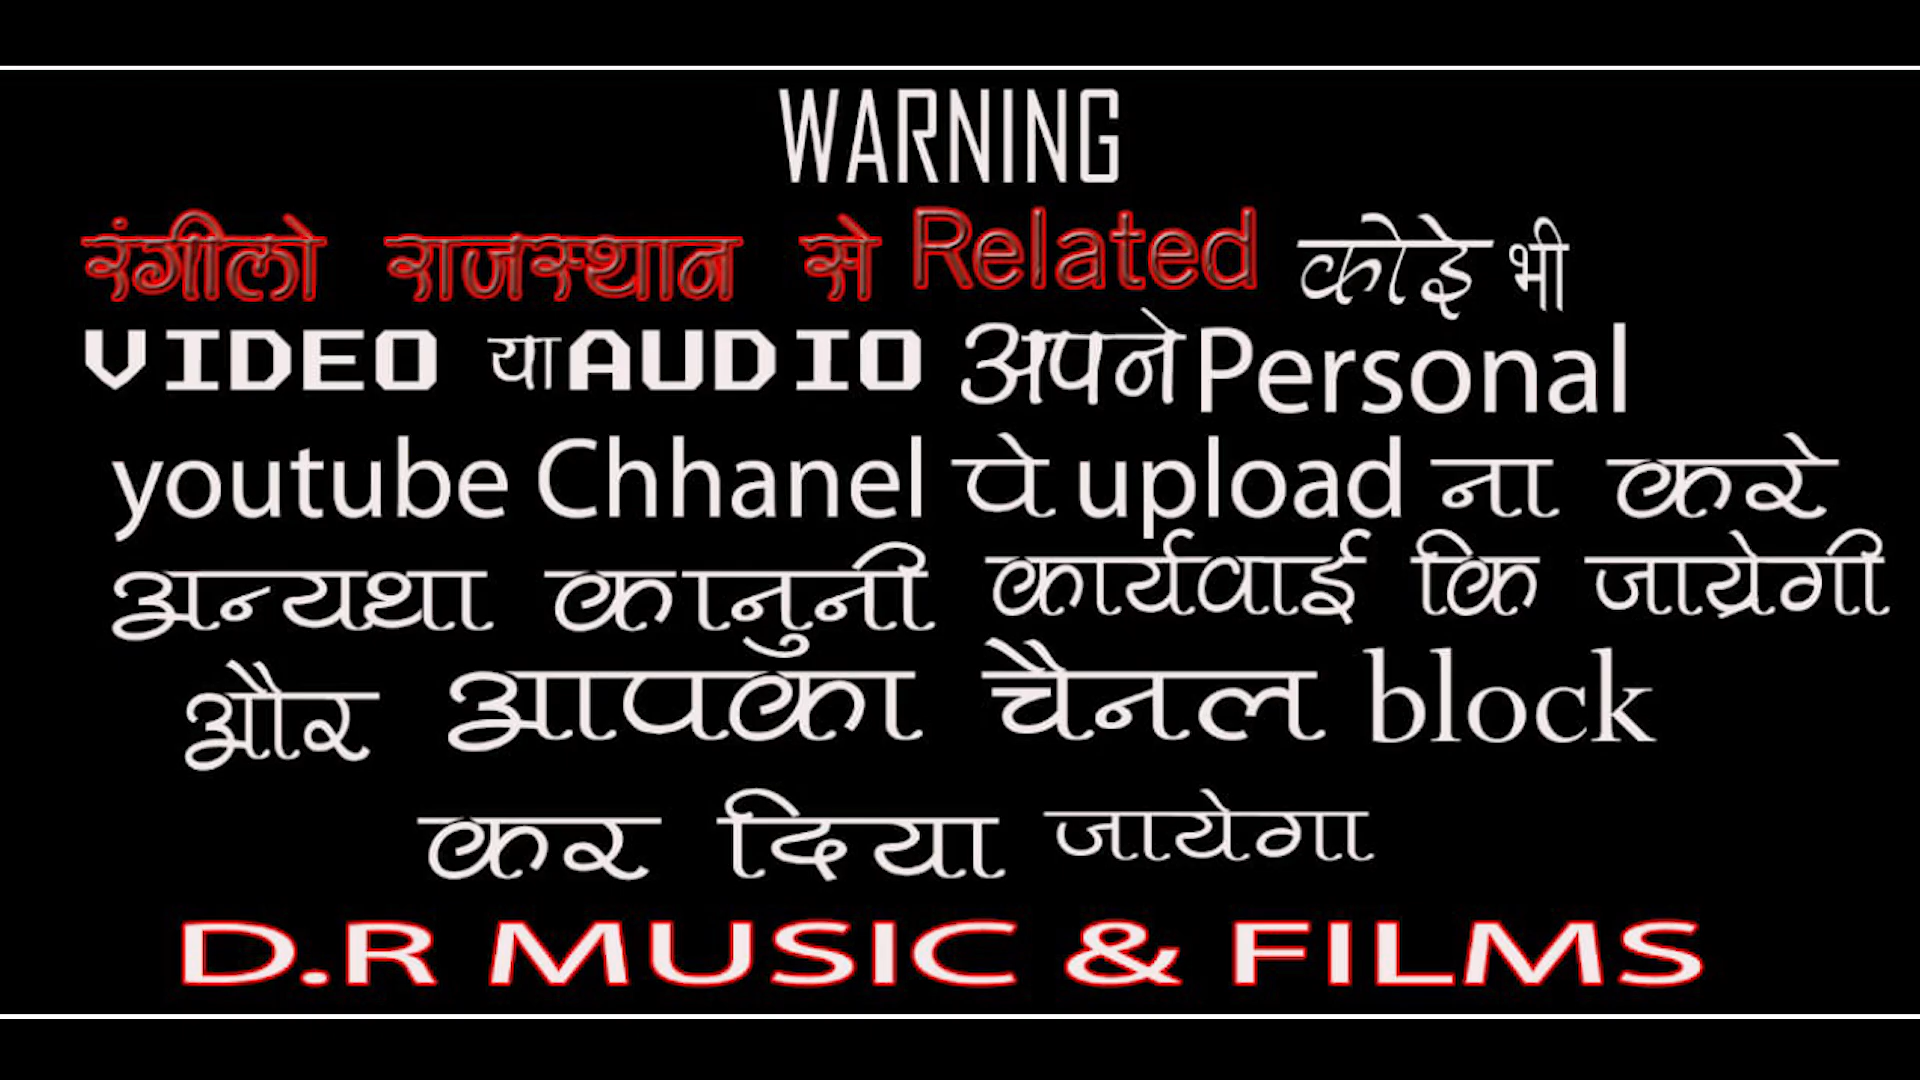 WARNING
रंगीलो राजस्थान से Related कोई भी
VIDEO या AUDIO अपने Personal
youtube Chhanel पे upload ना करे
अन्यथा कानुनी कार्यवाई कि जायेगी
और आपका चैनल block
कर दिया जायेगा
D.R MUSIC & FILMS